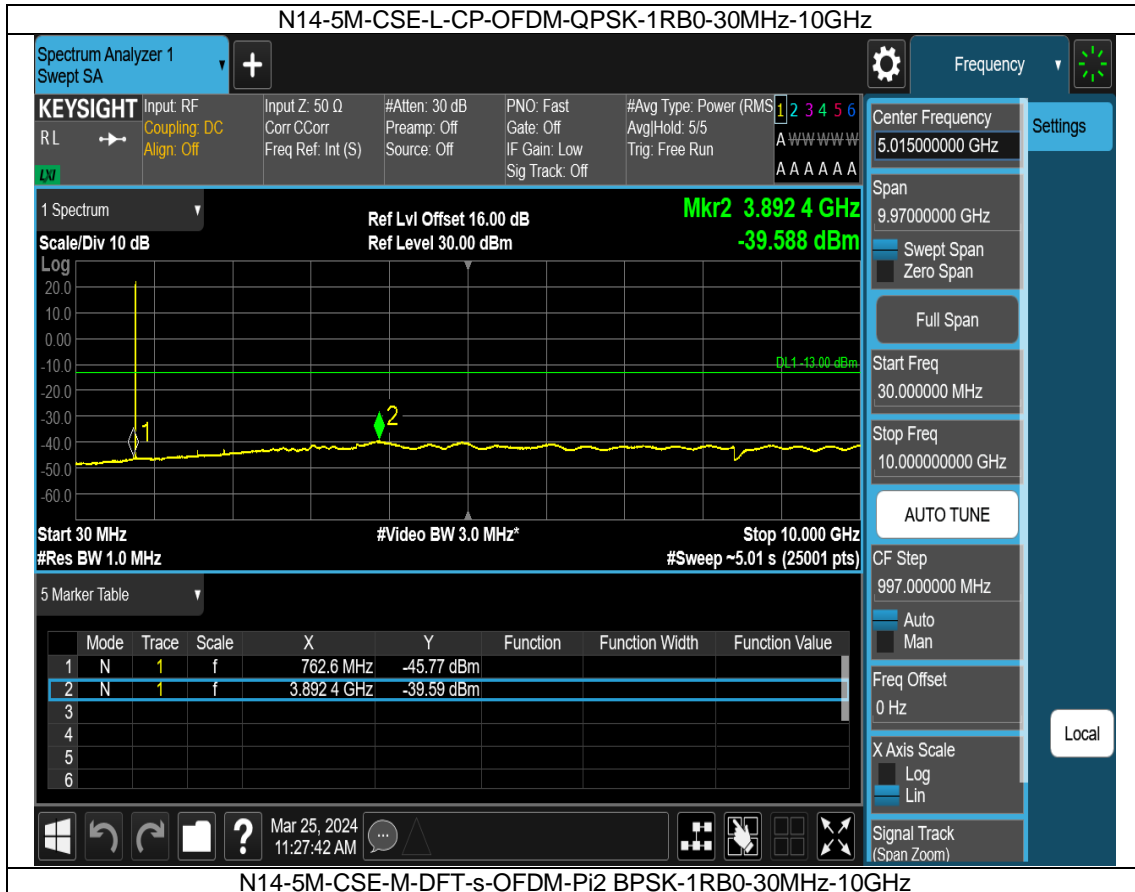 N14-5M-CSE-L-CP-OFDM-QPSK-1RB0-30MHz-10GHz
Spectrum Analyzer 1
Swept SA
+
Frequency
KEYSIGHT
RL
LXI
Input: RF
Coupling: DC
Align: Off
Input Z: 50 Ω
Corr CCorr
Freq Ref: Int (S)
#Atten: 30 dB
Preamp: Off
Source: Off
PNO: Fast
Gate: Off
IF Gain: Low
Sig Track: Off
#Avg Type: Power (RMS
Avg|Hold: 5/5
Trig: Free Run
1 2 3 4 5 6
A W W W W W
A A A A A A
1 Spectrum
Scale/Div 10 dB
Log
Ref Lvl Offset 16.00 dB
Ref Level 30.00 dBm
Mkr2 3.892 4 GHz
-39.588 dBm
20.0
10.0
0.00
-10.0
-20.0
-30.0
-40.0
-50.0
-60.0
DL1 -13.00 dBm
1
2
Start 30 MHz
#Res BW 1.0 MHz
#Video BW 3.0 MHz*
Stop 10.000 GHz
#Sweep ~5.01 s (25001 pts)
5 Marker Table
Mode Trace Scale X Y Function Function Width Function Value
1 N 1 f 762.6 MHz -45.77 dBm
2 N 1 f 3.892 4 GHz -39.59 dBm
3
4
5
6
Center Frequency
5.015000000 GHz
Span
9.97000000 GHz
Swept Span
Zero Span
Full Span
Start Freq
30.000000 MHz
Stop Freq
10.000000000 GHz
AUTO TUNE
CF Step
997.000000 MHz
Auto
Man
Freq Offset
0 Hz
X Axis Scale
Log
Lin
Signal Track
(Span Zoom)
Settings
Local
?
Mar 25, 2024
11:27:42 AM
N14-5M-CSE-M-DFT-s-OFDM-Pi2 BPSK-1RB0-30MHz-10GHz